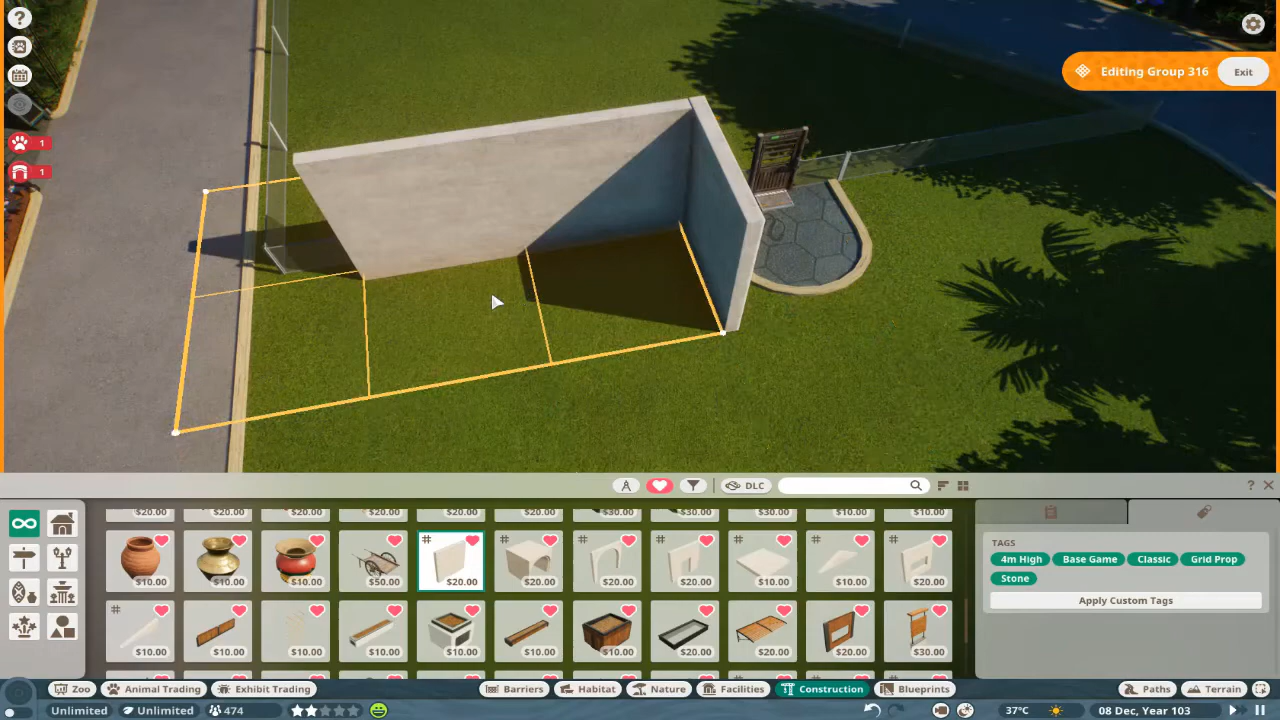 ?
Editing Group 316
Exit
1
1
DLC
?
$20.00
$20.00
$20.00
$20.00
$20.00
$20.00
$30.00
$30.00
$20.00
$20.00
$20.00
$10.00
$10.00
$10.00
$50.00
$20.00
$20.00
$20.00
$20.00
$10.00
$10.00
$20.00
$10.00
$10.00
$10.00
$10.00
$10.00
$10.00
$10.00
$20.00
$20.00
$20.00
$30.00
TAGS
4m High
Base Game
Classic
Grid Prop
Stone
Apply Custom Tags
Zoo
Animal Trading
Exhibit Trading
Barriers
Habitat
Nature
Facilities
Construction
Blueprints
Paths
Terrain
Unlimited
Unlimited
474
37°C
08 Dec, Year 103